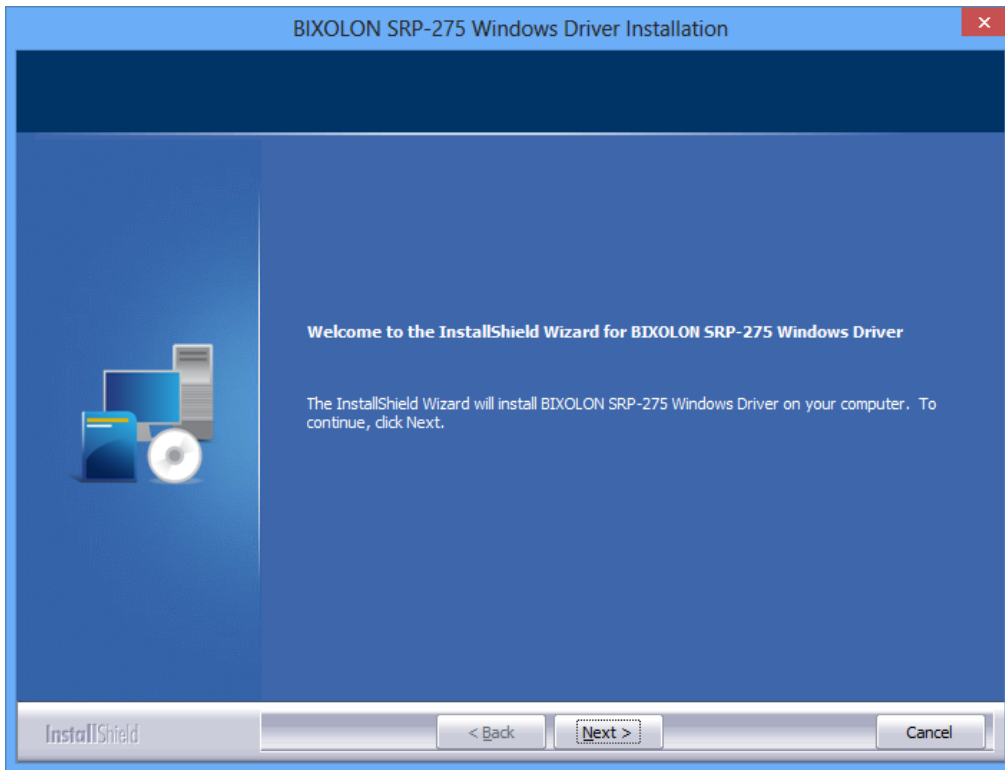 BIXOLON SRP-275 Windows Driver Installation
Welcome to the InstallShield Wizard for BIXOLON SRP-275 Windows Driver
The InstallShield Wizard will install BIXOLON SRP-275 Windows Driver on your computer. To
continue, click Next.
InstallShield
< Back
Next >
Cancel